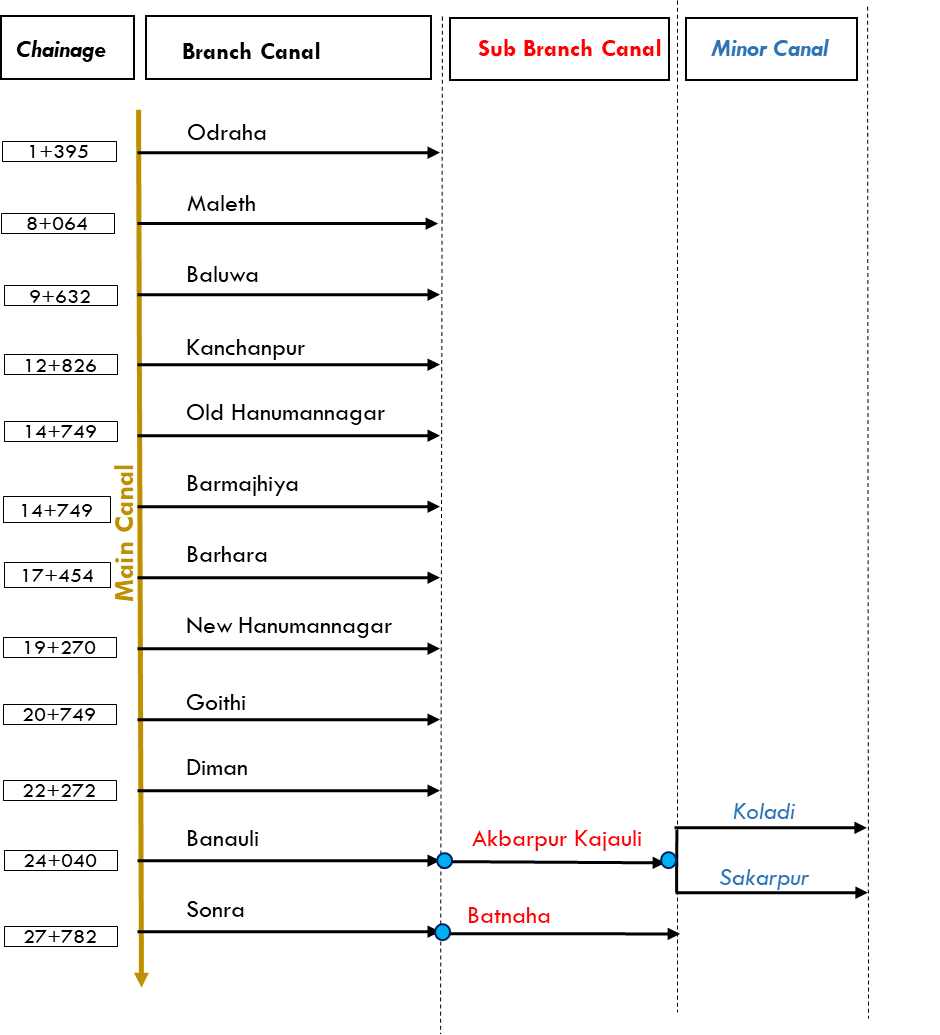 Chainage
Branch Canal
Sub Branch Canal
Minor Canal
Odraha
1+395
Maleth
8+064
Baluwa
9+632
Kanchanpur
12+826
Old Hanumannagar
14+749
Main Canal
Barmajhiya
14+749
Barhara
17+454
New Hanumannagar
19+270
Goithi
20+749
Diman
22+272
Koladi
Banauli
Akbarpur Kajauli
24+040
Sakarpur
Sonra
Batnaha
27+782